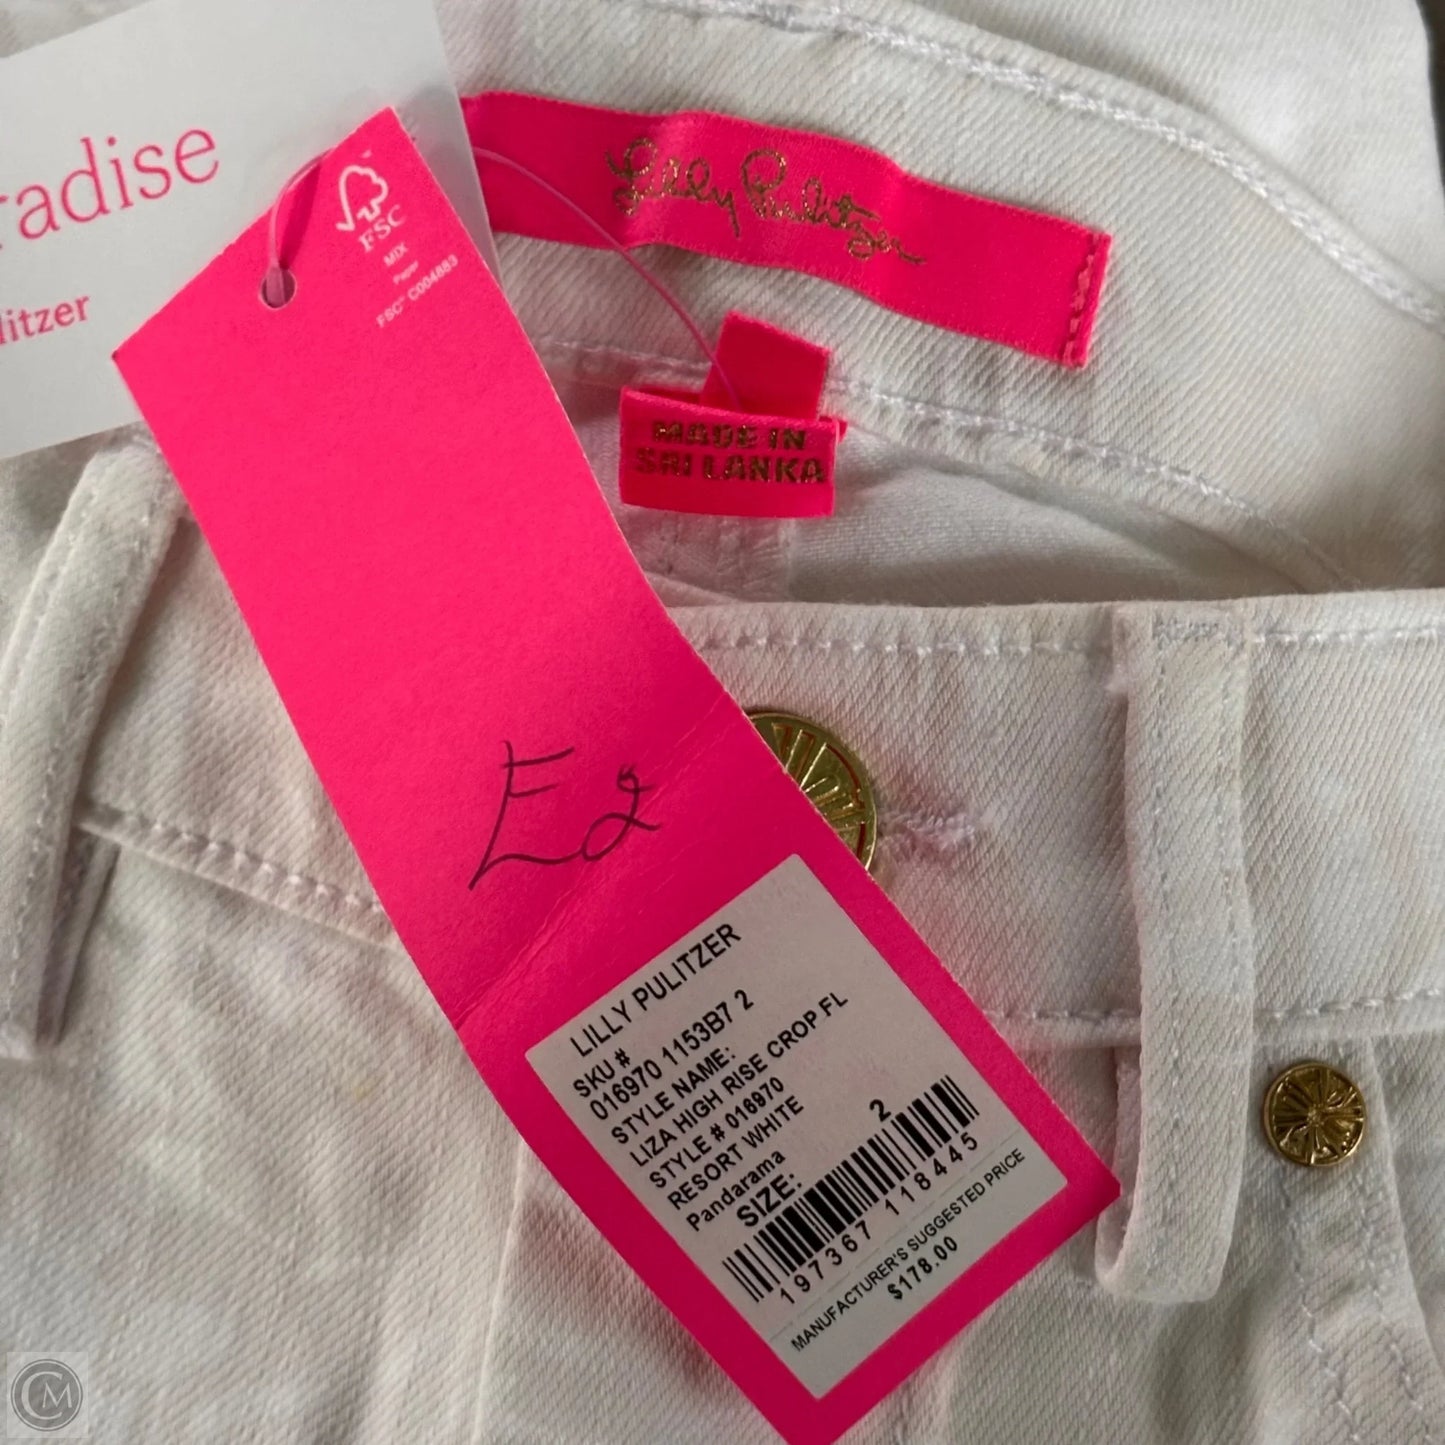 radise
litzer
FSC
MIX
Paper
FSC® C004883
Lilly Pulitzer
MADE IN
SRI LANKA
E2
LILLY PULITZER
SKU #
016970 1153B7 2
STYLE NAME:
LIZA HIGH RISE CROP FL
STYLE # 016970
RESORT WHITE
Pandarama
SIZE: 2
197367 118445
MANUFACTURER'S SUGGESTED PRICE
$178.00
CM